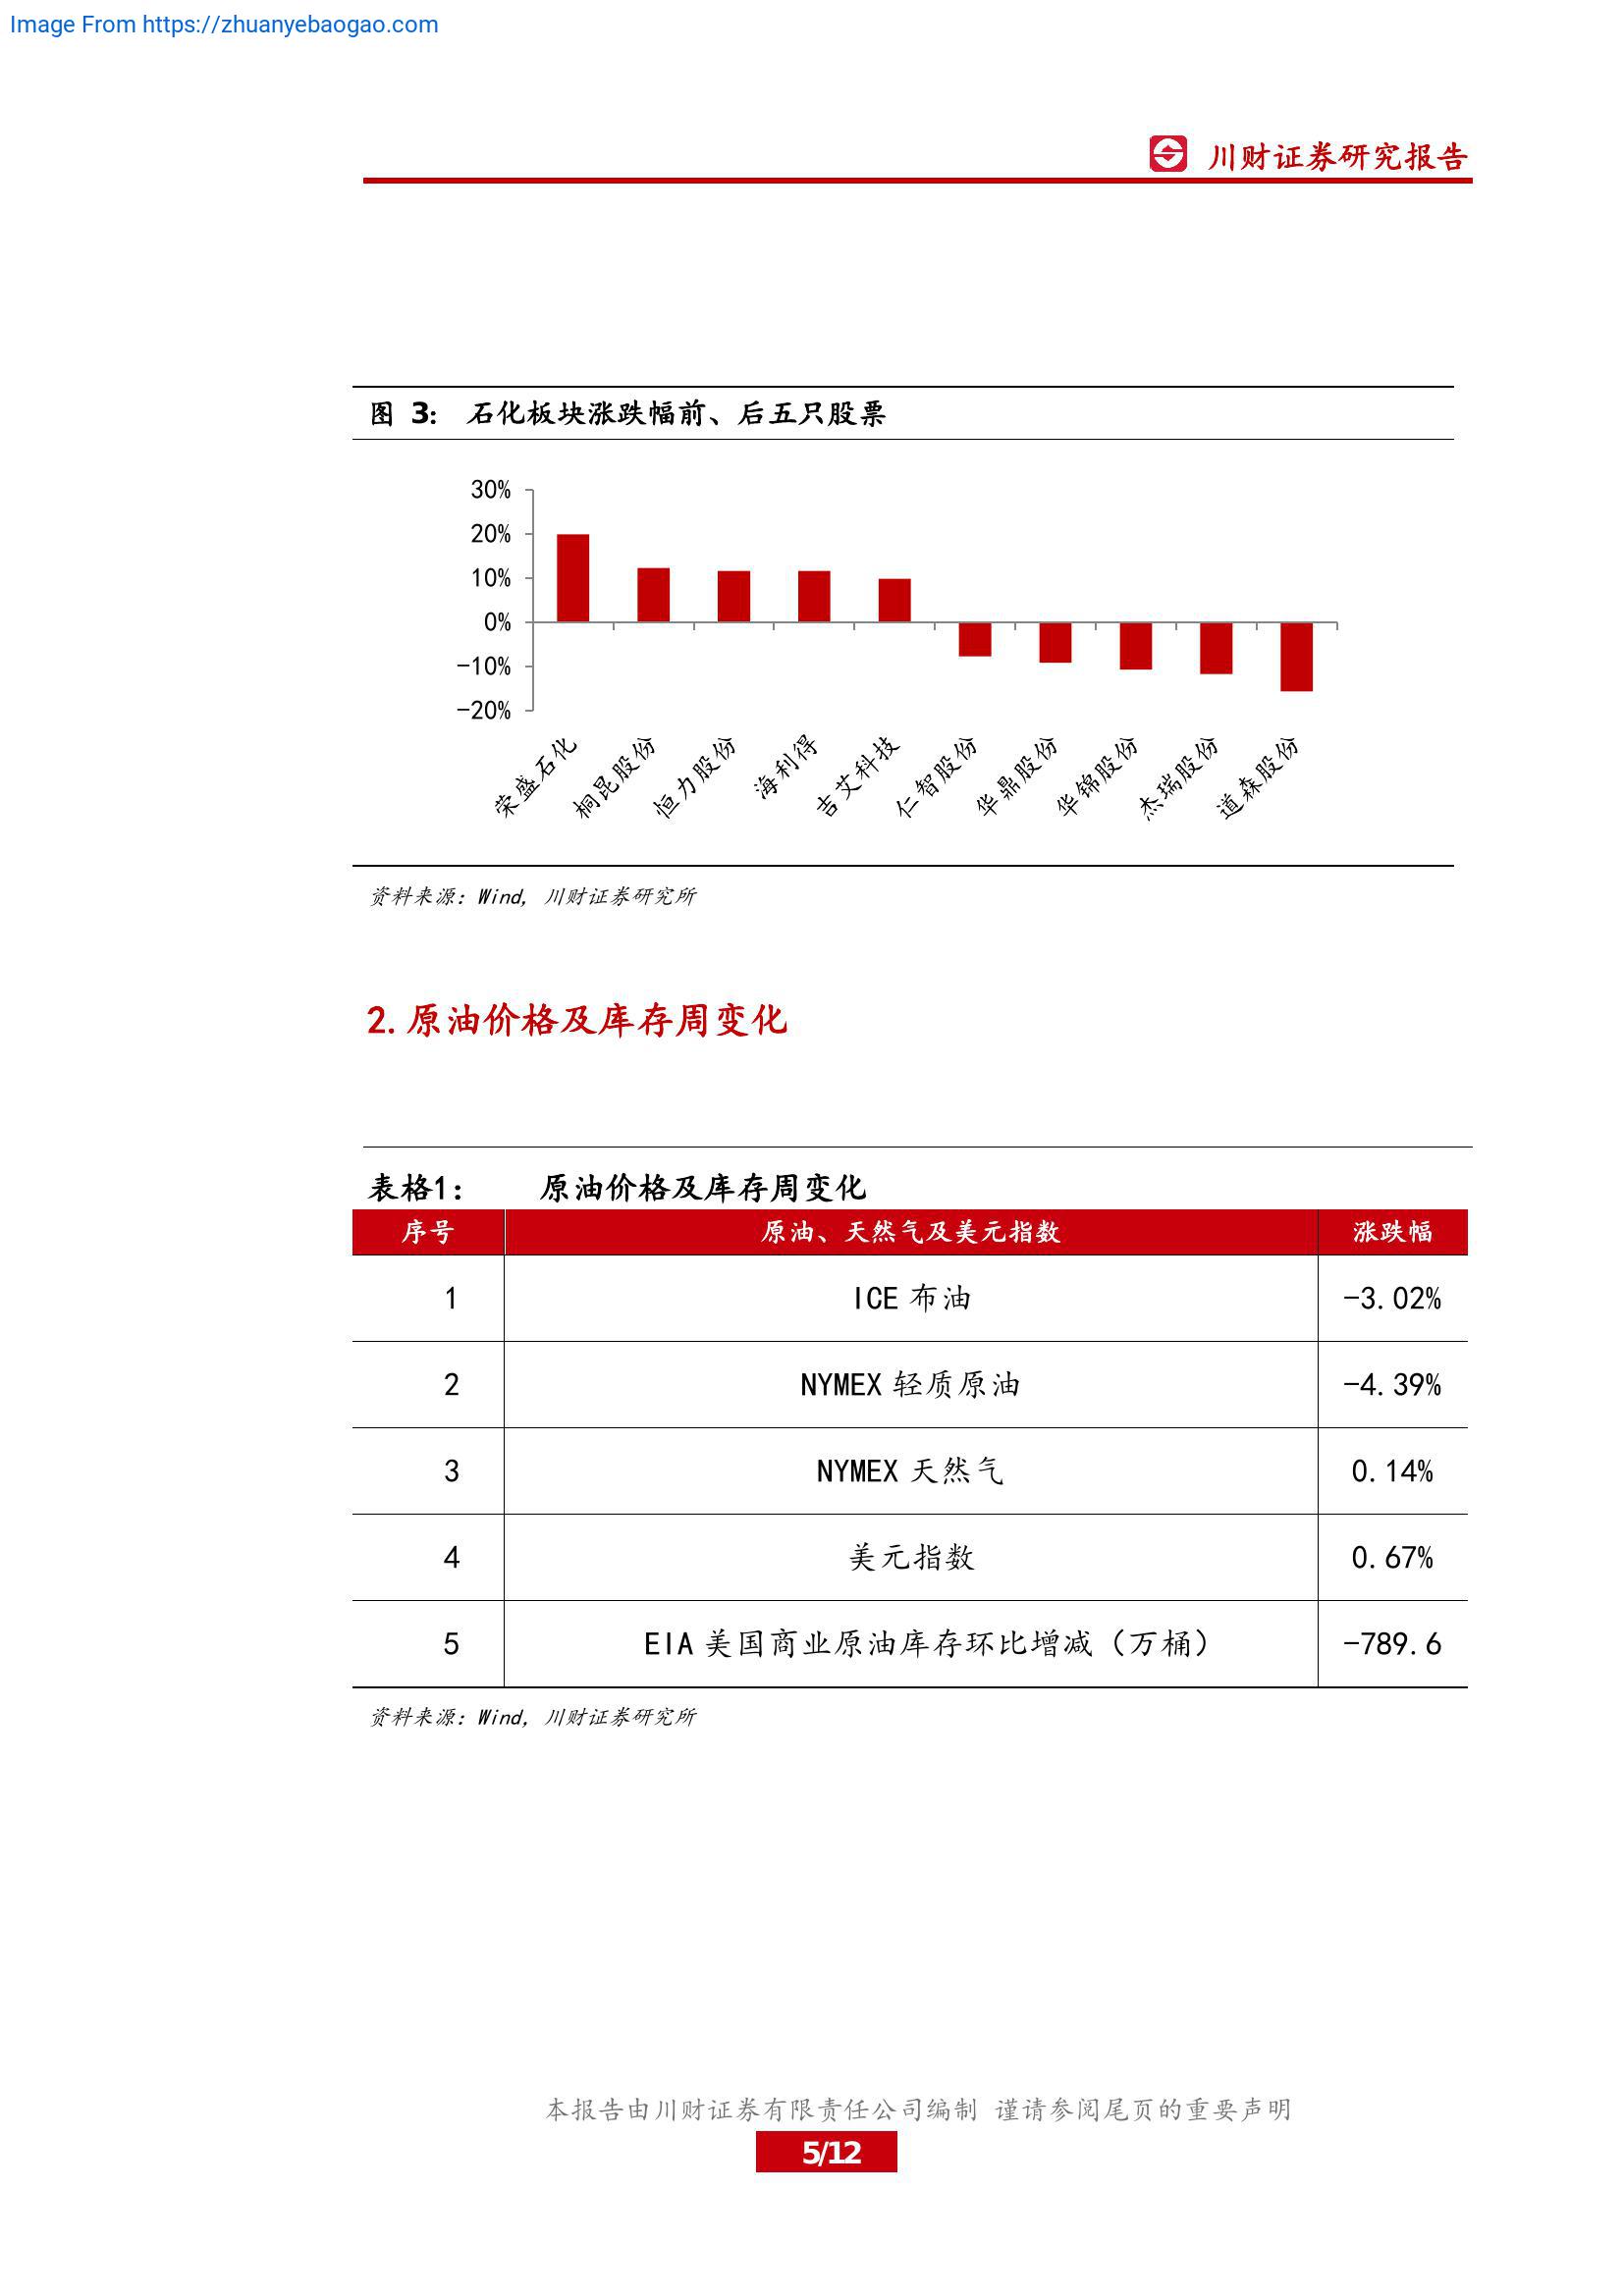 Image From https://zhuanyebaogao.com
川财证券研究报告
图 3: 石化板块涨跌幅前、后五只股票
30%
20%
10%
0%
-10%
-20%
荣盛石化
桐昆股份
恒力股份
海利得
吉艾科技
仁智股份
华鼎股份
华锦股份
杰瑞股份
道森股份
资料来源：Wind，川财证券研究所
2.原油价格及库存周变化
表格1： 原油价格及库存周变化
序号 原油、天然气及美元指数 涨跌幅
1 ICE 布油 -3.02%
2 NYMEX 轻质原油 -4.39%
3 NYMEX 天然气 0.14%
4 美元指数 0.67%
5 EIA 美国商业原油库存环比增减（万桶） -789.6
资料来源：Wind，川财证券研究所
本报告由川财证券有限责任公司编制 谨请参阅尾页的重要声明
5/12